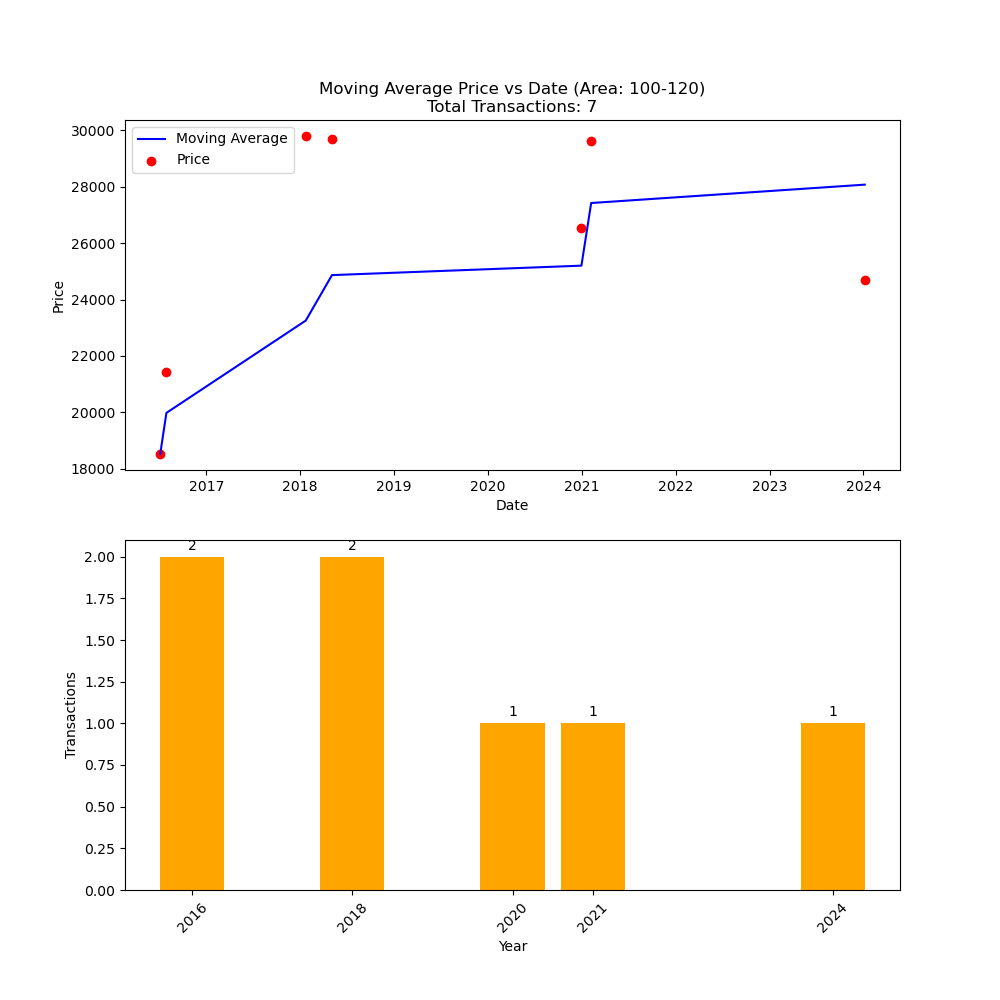 Moving Average Price vs Date (Area: 100-120)
Total Transactions: 7
Moving Average
Price
30000
28000
26000
24000
22000
20000
18000
Price
2017 2018 2019 2020 2021 2022 2023 2024
Date
2 2
1 1 1
2.00
1.75
1.50
1.25
1.00
0.75
0.50
0.25
0.00
Transactions
2016 2018 2020 2021 2024
Year